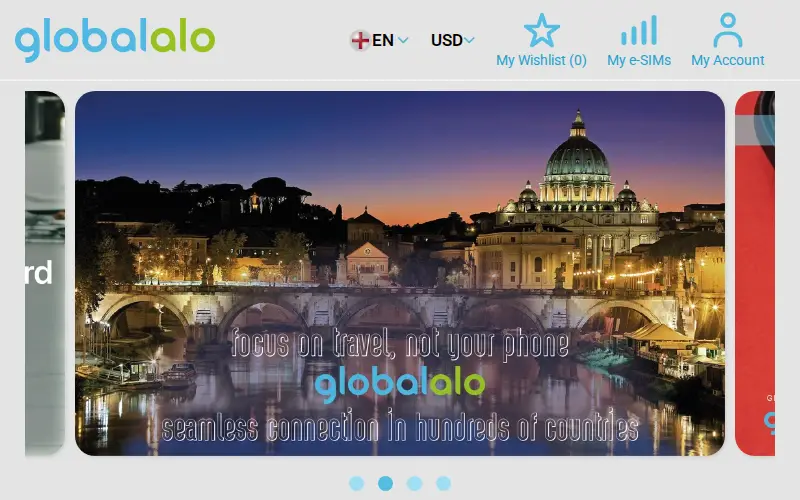 globalalo
EN
USD
My Wishlist (0)
My e-SIMs
My Account
rd
focus on travel, not your phone
globalalo
seamless connection in hundreds of countries